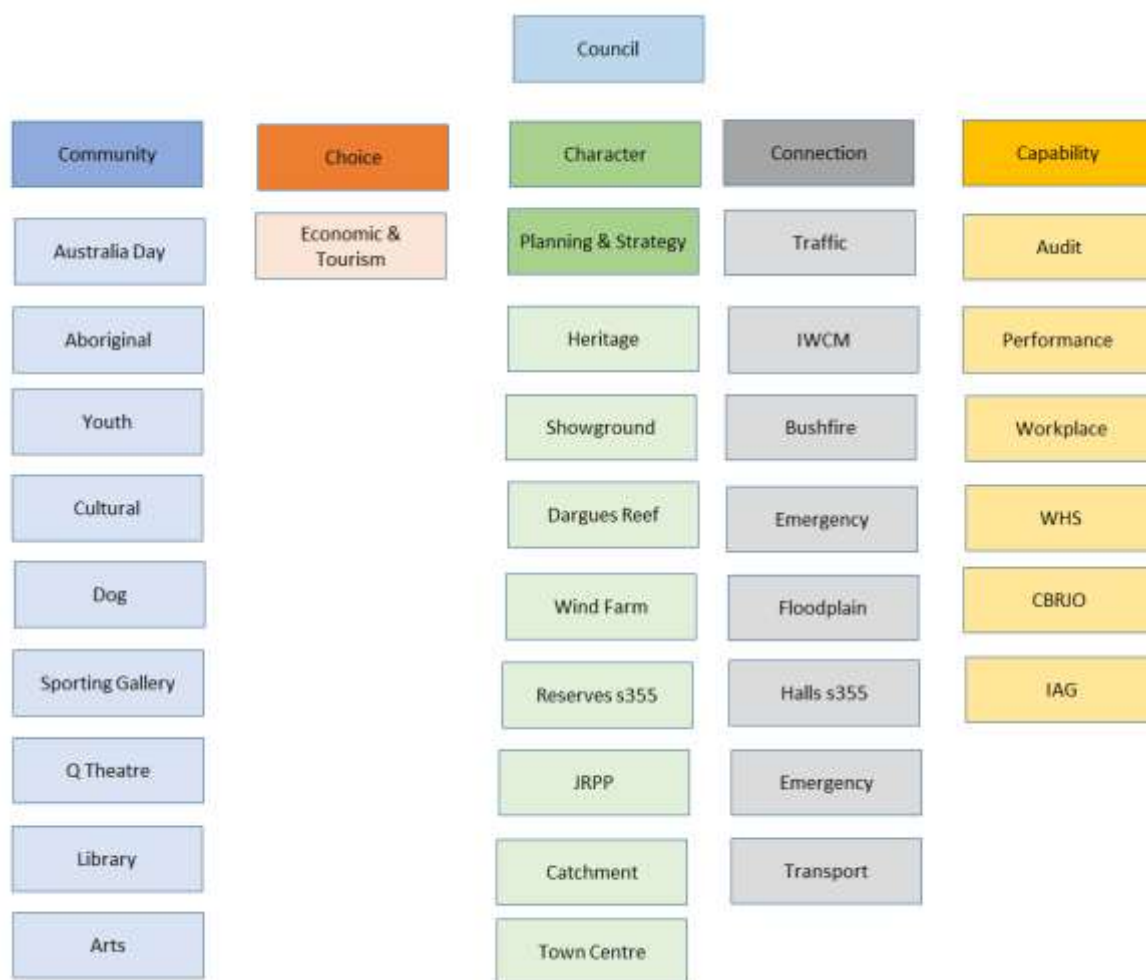 Council
Community
Choice
Character
Connection
Capability
Australia Day
Economic &
Tourism
Planning & Strategy
Traffic
Audit
Aboriginal
Heritage
IWCM
Performance
Youth
Showground
Bushfire
Workplace
Cultural
Dargues Reef
Emergency
WHS
Dog
Wind Farm
Floodplain
CBRJO
Sporting Gallery
Reserves s355
Halls s355
IAG
Q Theatre
JRPP
Emergency
Library
Catchment
Transport
Arts
Town Centre